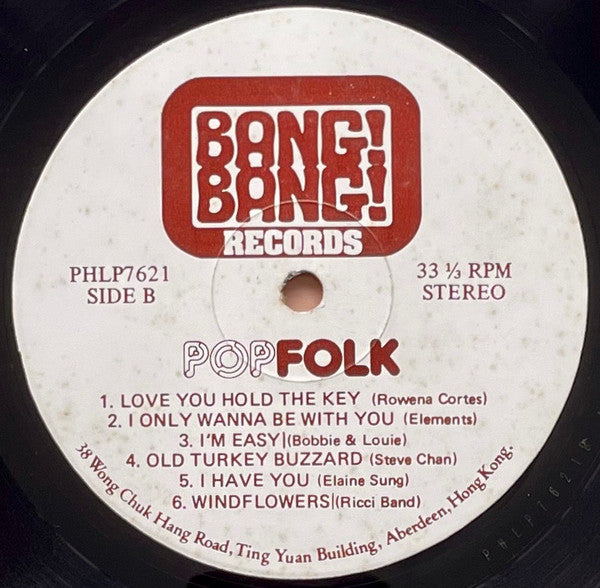 BANG!
BANG!
RECORDS
PHLP7621
SIDE B
33 ⅓ RPM
STEREO
POPFOLK
1. LOVE YOU HOLD THE KEY (Rowena Cortes)
2. I ONLY WANNA BE WITH YOU (Elements)
3. I'M EASY|(Bobbie & Louie)
4. OLD TURKEY BUZZARD (Steve Chan)
5. I HAVE YOU (Elaine Sung)
6. WINDFLOWERS|(Ricci Band)
38 Wong Chuk Hang Road, Ting Yuan Building, Aberdeen, Hong Kong.
PHLP7621B